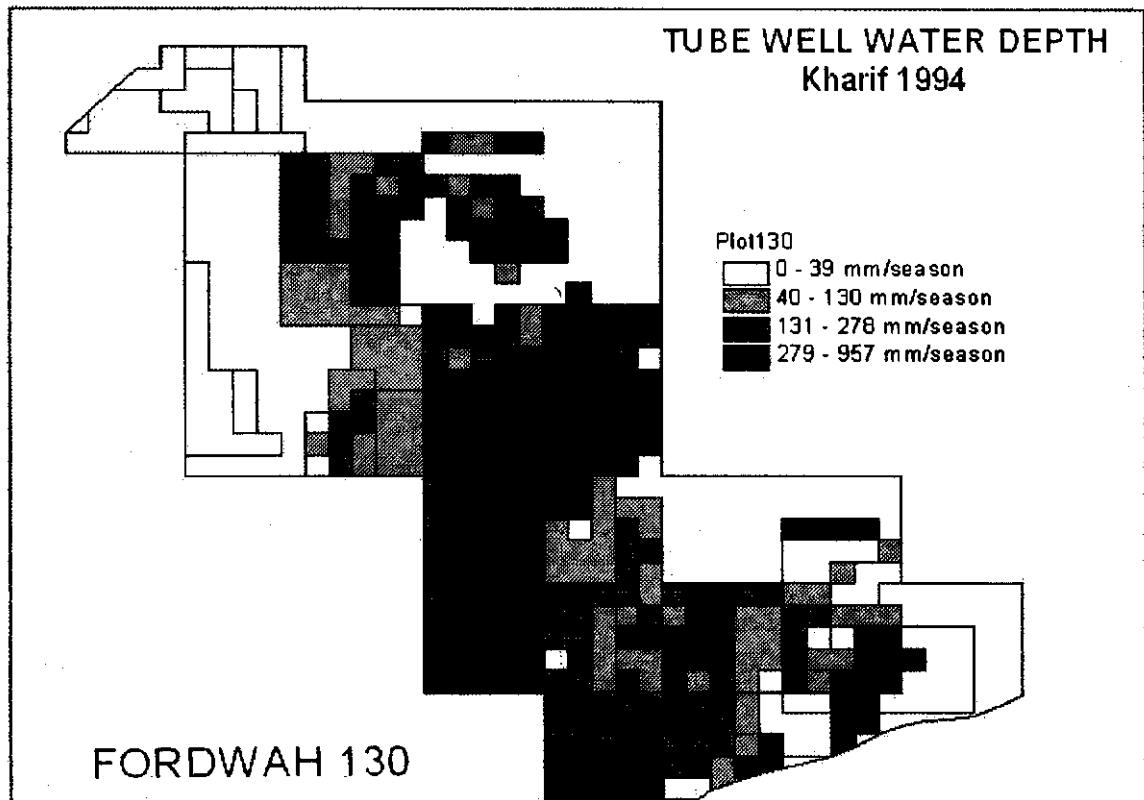 TUBE WELL WATER DEPTH
Kharif 1994
Plot130
0 - 39 mm/season
40 - 130 mm/season
131 - 278 mm/season
279 - 957 mm/season
FORDWAH 130